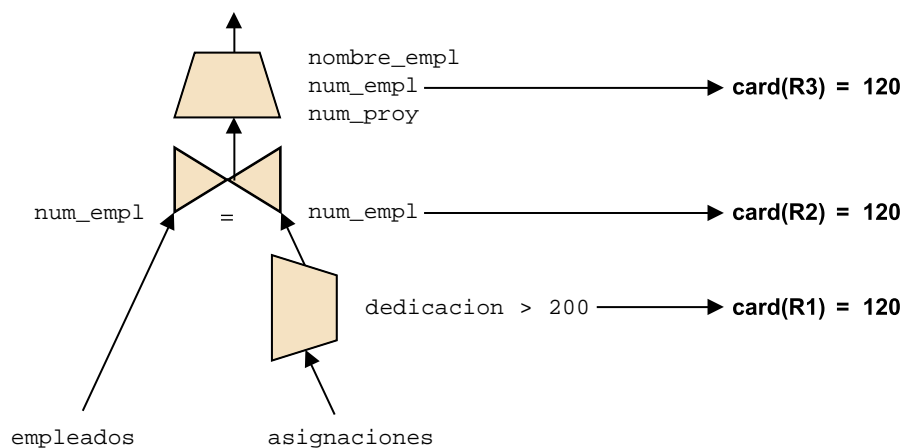 nombre_empl
num_empl card(R3) = 120
num_proy
num_empl = num_empl card(R2) = 120
dedicacion > 200 card(R1) = 120
empleados asignaciones